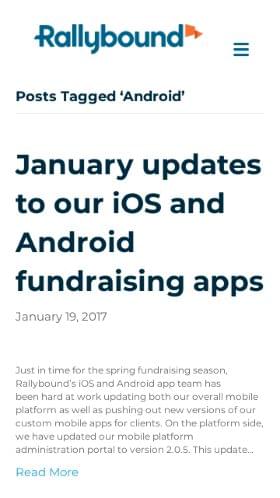 Rallybound
Posts Tagged ‘Android’
January updates
to our iOS and
Android
fundraising apps
January 19, 2017
Just in time for the spring fundraising season,
Rallybound’s iOS and Android app team has
been hard at work updating both our overall mobile
platform as well as pushing out new versions of our
custom mobile apps for clients. On the platform side,
we have updated our mobile platform
administration portal to version 2.0.5. This update...
Read More